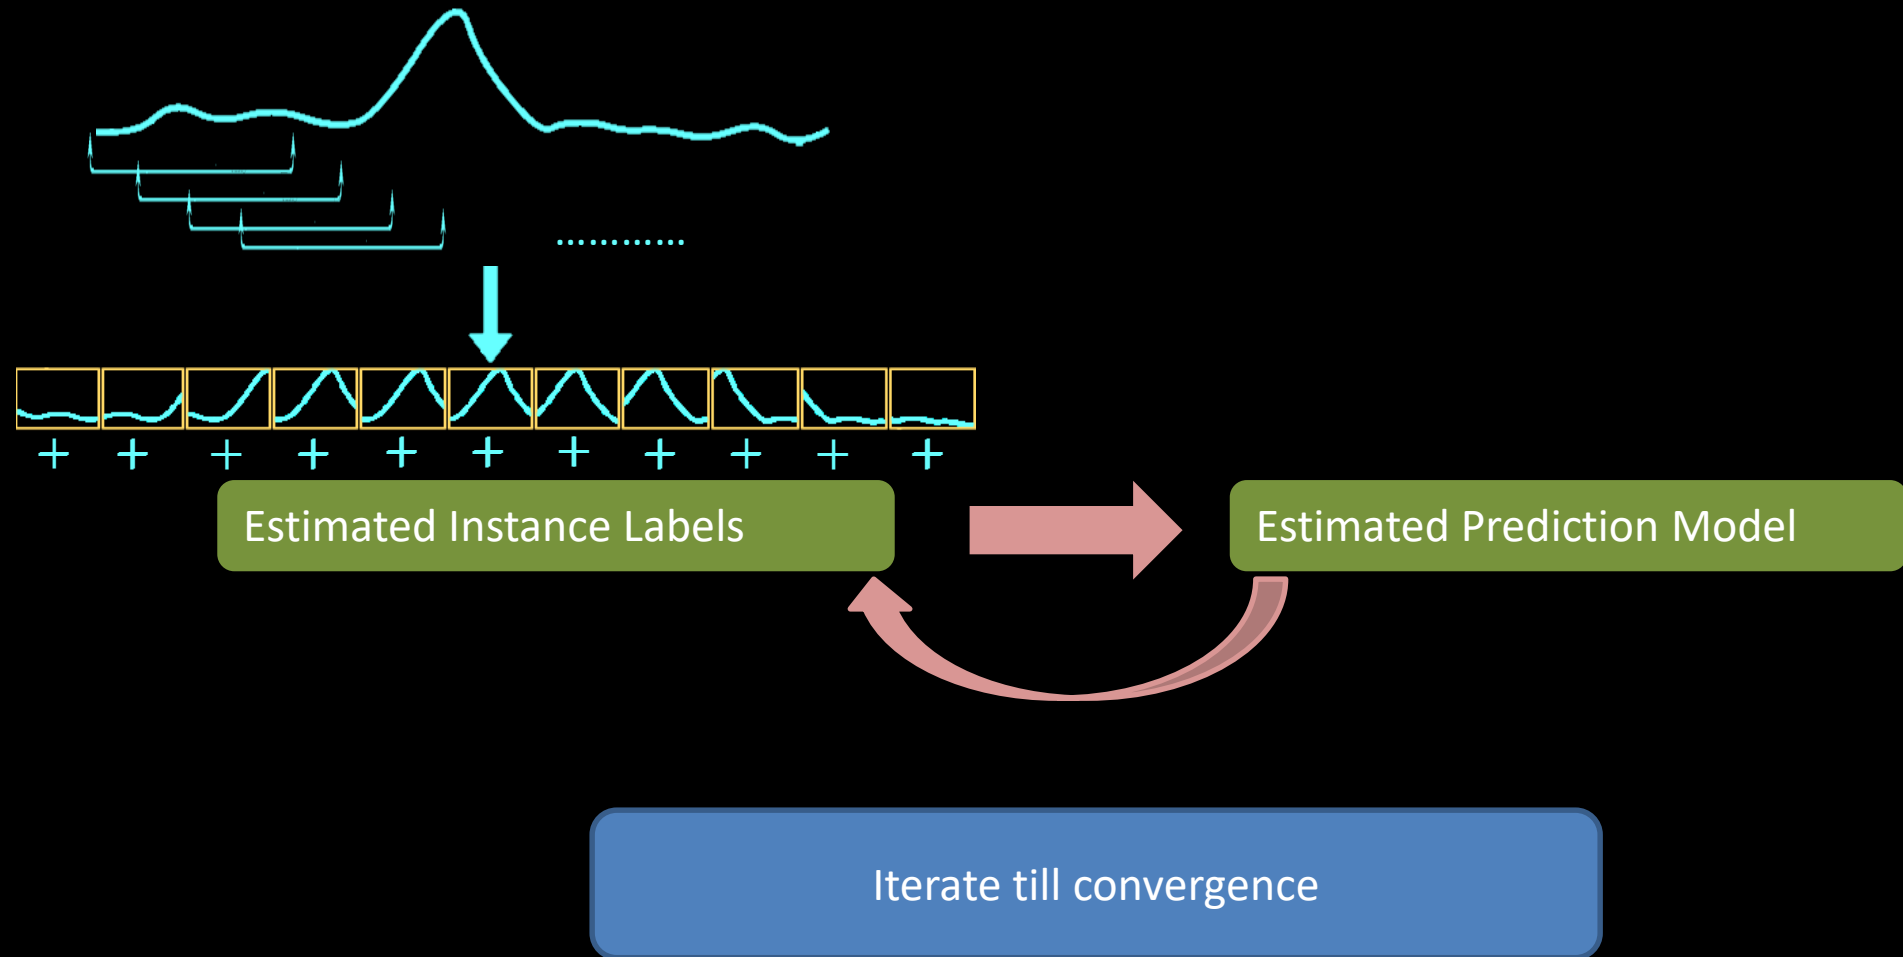 ............
+ + + + + + + + + + +
Estimated Instance Labels
Estimated Prediction Model
Iterate till convergence